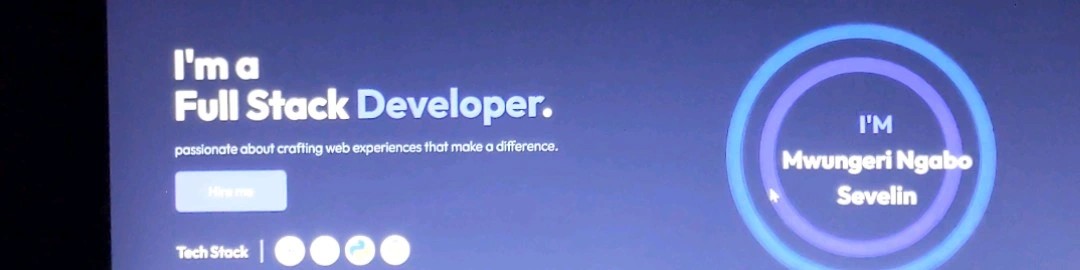 I'm a
Full Stack Developer.
passionate about crafting web experiences that make a difference.
Hire me
Tech Stack |
I'M
Mwungeri Ngabo
Sevelin